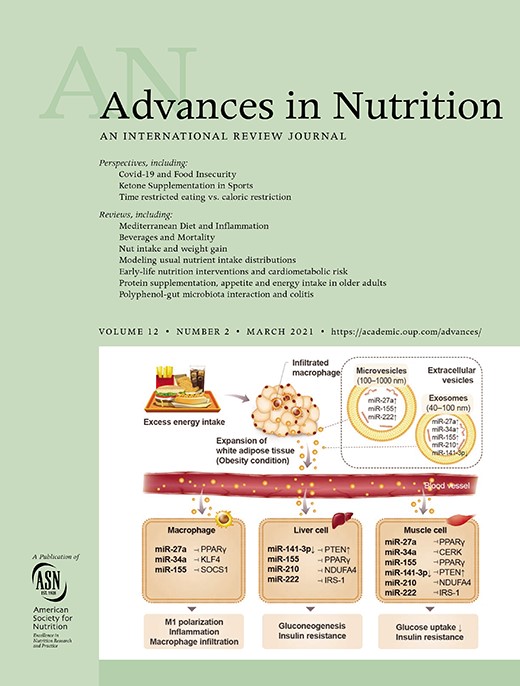 AN
Advances in Nutrition
AN INTERNATIONAL REVIEW JOURNAL
Perspectives, including:
Covid-19 and Food Insecurity
Ketone Supplementation in Sports
Time restricted eating vs. caloric restriction
Reviews, including:
Mediterranean Diet and Inflammation
Beverages and Mortality
Nut intake and weight gain
Modeling usual nutrient intake distributions
Early-life nutrition interventions and cardiometabolic risk
Protein supplementation, appetite and energy intake in older adults
Polyphenol-gut microbiota interaction and colitis
VOLUME 12 • NUMBER 2 • MARCH 2021 • https://academic.oup.com/advances/
Excess energy intake
Infiltrated
macrophage
Expansion of
white adipose tissue
(Obesity condition)
Microvesicles
(100–1000 nm)
miR-27a↑
miR-155↑
miR-222↑
Extracellular
vesicles
Exosomes
(40–100 nm)
miR-27a↑
miR-34a↑
miR-155↑
miR-210↑
miR-141-3p↓
Blood vessel
Macrophage
miR-27a ⊣ PPARγ
miR-34a ⊣ KLF4
miR-155 ⊣ SOCS1
M1 polarization
Inflammation
Macrophage infiltration
Liver cell
miR-141-3p↓ ⊣ PTEN↑
miR-155 ⊣ PPARγ
miR-210 ⊣ NDUFA4
miR-222 ⊣ IRS-1
Gluconeogenesis
Insulin resistance
Muscle cell
miR-27a ⊣ PPARγ
miR-34a ⊣ CERK
miR-155 ⊣ PPARγ
miR-141-3p↓ ⊣ PTEN↑
miR-210 ⊣ NDUFA4
miR-222 ⊣ IRS-1
Glucose uptake ↓
Insulin resistance
A Publication of
ASN
EST. 1928
American
Society for
Nutrition
Excellence in
Nutrition Research
and Practice